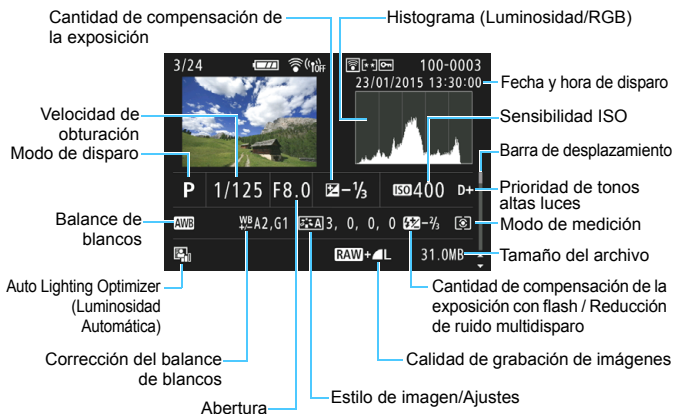 Cantidad de compensación de
la exposición
Histograma (Luminosidad/RGB)
3/24
OFF
100-0003
23/01/2015 13:30:00
Fecha y hora de disparo
Velocidad de
obturación
Sensibilidad ISO
Modo de disparo
Barra de desplazamiento
P 1/125 F8.0 -1/3 ISO 400 D+
Prioridad de tonos
altas luces
Balance de
blancos
AWB WB +/- A2,G1 A 3, 0, 0, 0 -2/3
Modo de medición
RAW+L 31.0MB
Tamaño del archivo
Auto Lighting Optimizer
(Luminosidad
Automática)
Cantidad de compensación de la
exposición con flash / Reducción
de ruido multidisparo
Corrección del balance
de blancos
Calidad de grabación de imágenes
Estilo de imagen/Ajustes
Abertura